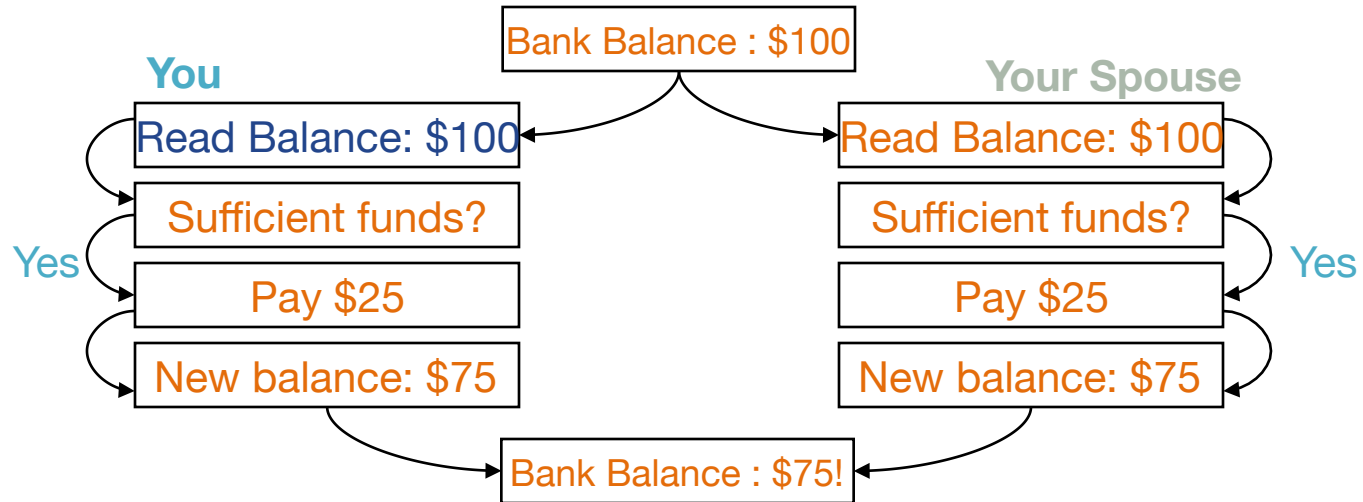 Bank Balance : $100
You
Your Spouse
Read Balance: $100
Read Balance: $100
Sufficient funds?
Sufficient funds?
Yes
Yes
Pay $25
Pay $25
New balance: $75
New balance: $75
Bank Balance : $75!